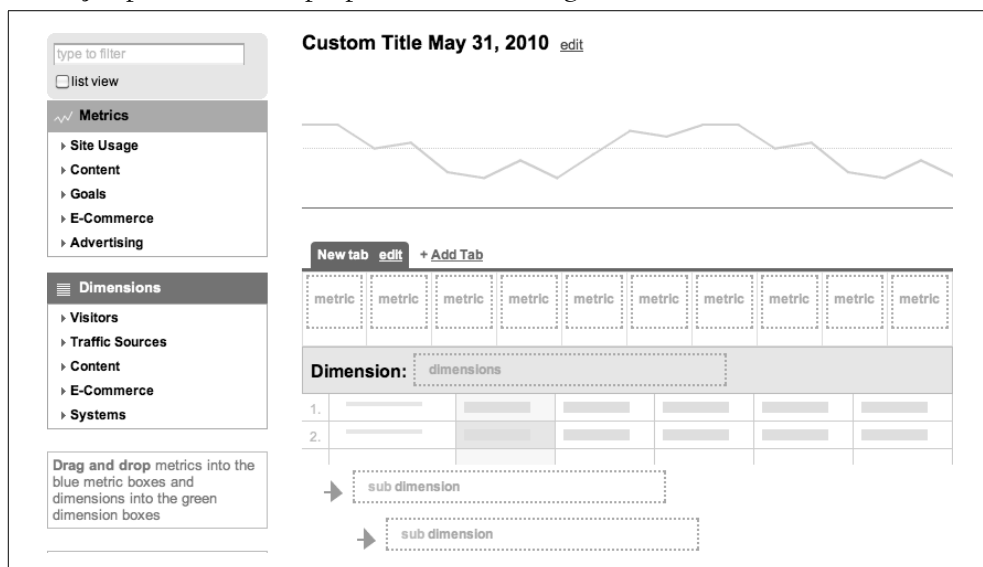 type to filter
list view
Metrics
Site Usage
Content
Goals
E-Commerce
Advertising
Dimensions
Visitors
Traffic Sources
Content
E-Commerce
Systems
Drag and drop metrics into the
blue metric boxes and
dimensions into the green
dimension boxes
Custom Title May 31, 2010 edit
New tab edit + Add Tab
metric metric metric metric metric metric metric metric metric metric
Dimension: dimensions
1.
2.
sub dimension
sub dimension